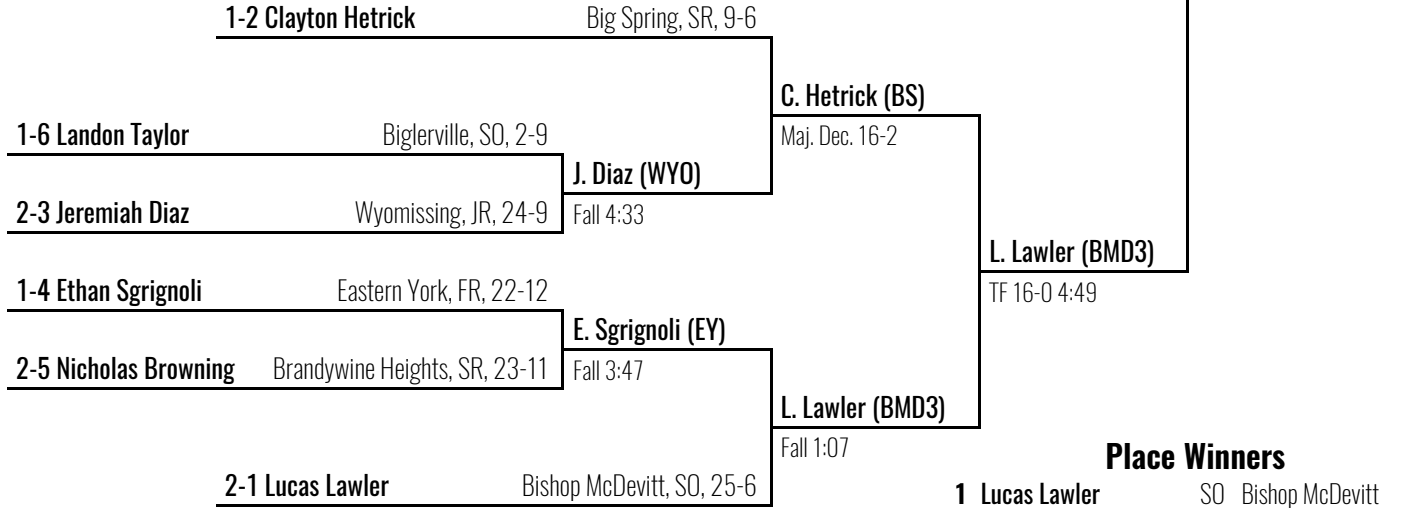 1-2 Clayton Hetrick Big Spring, SR, 9-6
C. Hetrick (BS)
Maj. Dec. 16-2
1-6 Landon Taylor Biglerville, SO, 2-9
J. Diaz (WYO)
Fall 4:33
2-3 Jeremiah Diaz Wyomissing, JR, 24-9
L. Lawler (BMD3)
TF 16-0 4:49
1-4 Ethan Sgrignoli Eastern York, FR, 22-12
E. Sgrignoli (EY)
Fall 3:47
2-5 Nicholas Browning Brandywine Heights, SR, 23-11
L. Lawler (BMD3)
Fall 1:07
2-1 Lucas Lawler Bishop McDevitt, SO, 25-6
Place Winners
1 Lucas Lawler SO Bishop McDevitt